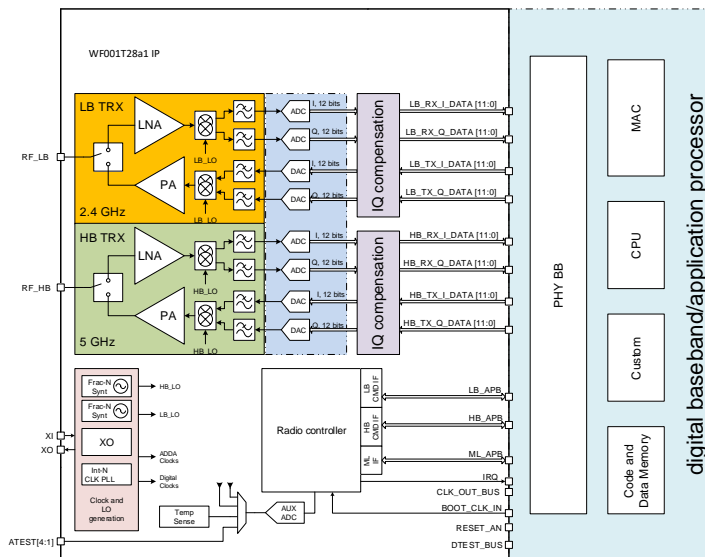 WF001T28a1 IP
LB TRX
LNA
PA
2.4 GHz
LB_LO
LB_LO
RF_LB
ADC
ADC
DAC
DAC
I, 12 bits
Q, 12 bits
I, 12 bits
Q, 12 bits
IQ compensation
LB_RX_I_DATA [11:0]
LB_RX_Q_DATA [11:0]
LB_TX_I_DATA [11:0]
LB_TX_Q_DATA [11:0]
HB TRX
LNA
PA
5 GHz
HB_LO
HB_LO
RF_HB
ADC
ADC
DAC
DAC
I, 12 bits
Q, 12 bits
I, 12 bits
Q, 12 bits
IQ compensation
HB_RX_I_DATA [11:0]
HB_RX_Q_DATA [11:0]
HB_TX_I_DATA [11:0]
HB_TX_Q_DATA [11:0]
Frac-N
Synt
HB_LO
Frac-N
Synt
LB_LO
XI
XO
XO
ADDA
Clocks
Int-N
CLK PLL
Digital
Clocks
Clock and
LO
generation
ATEST[4:1]
Temp
Sense
AUX
ADC
Radio controller
LB
CMD IF
HB
CMD IF
ML
IF
LB_APB
HB_APB
ML_APB
IRQ
CLK_OUT_BUS
BOOT_CLK_IN
RESET_AN
DTEST_BUS
PHY BB
MAC
CPU
Custom
Code and
Data Memory
digital baseband/application processor